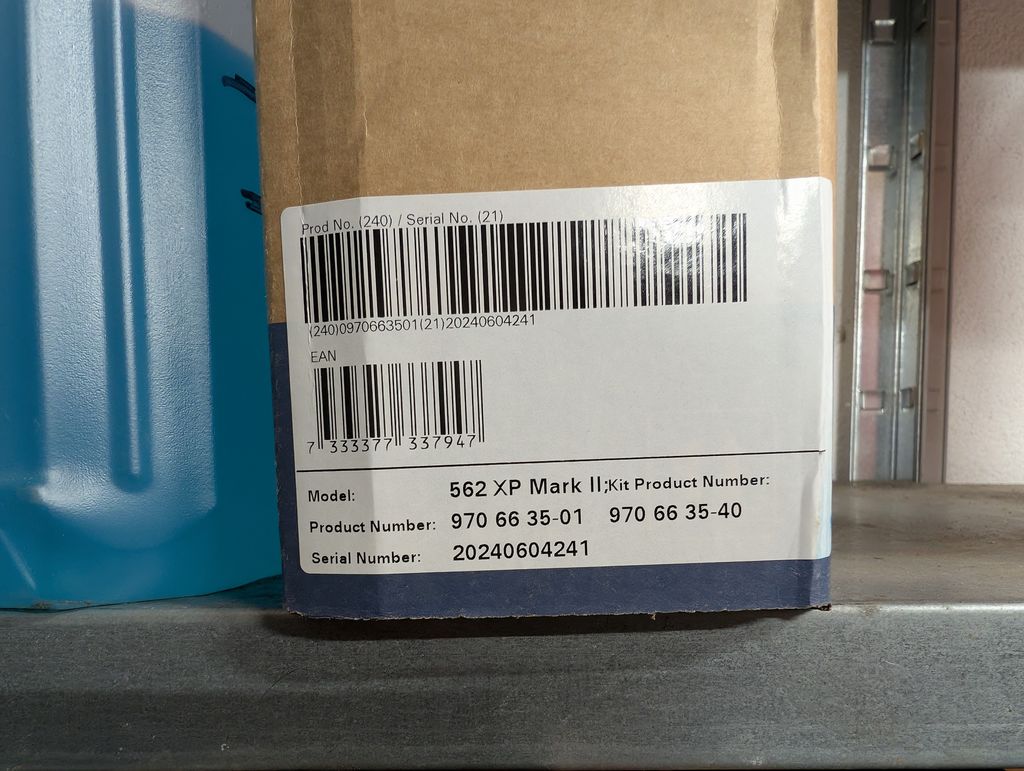 Prod No. (240) / Serial No. (21)
(240)0970663501(21)20240604241
EAN
7 333377 337947
Model: 562 XP Mark II;Kit Product Number:
Product Number: 970 66 35-01 970 66 35-40
Serial Number: 20240604241